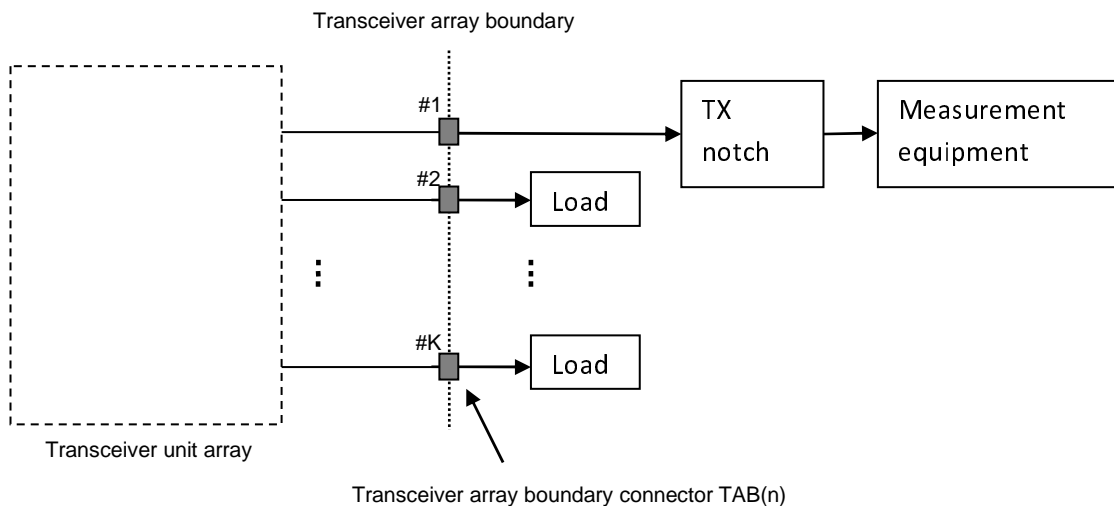 Transceiver array boundary
#1
TX
notch
Measurement
equipment
#2
Load
#K
Load
Transceiver unit array
Transceiver array boundary connector TAB(n)